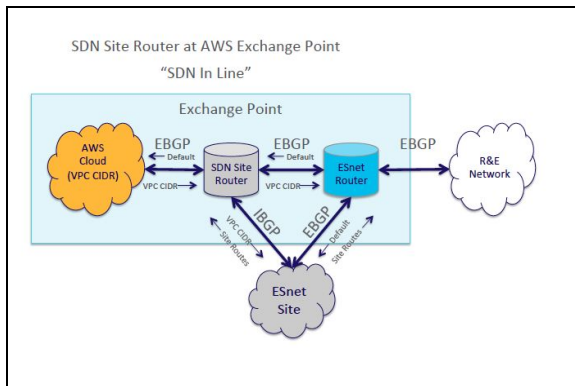 SDN Site Router at AWS Exchange Point
“SDN In Line”
Exchange Point
AWS
Cloud
(VPC CIDR)
EBGP
Default
VPC CIDR
SDN Site
Router
EBGP
Default
VPC CIDR
ESnet
Router
EBGP
R&E
Network
IBGP
VPC CIDR
Site Routes
EBGP
Default
Site Routes
ESnet
Site